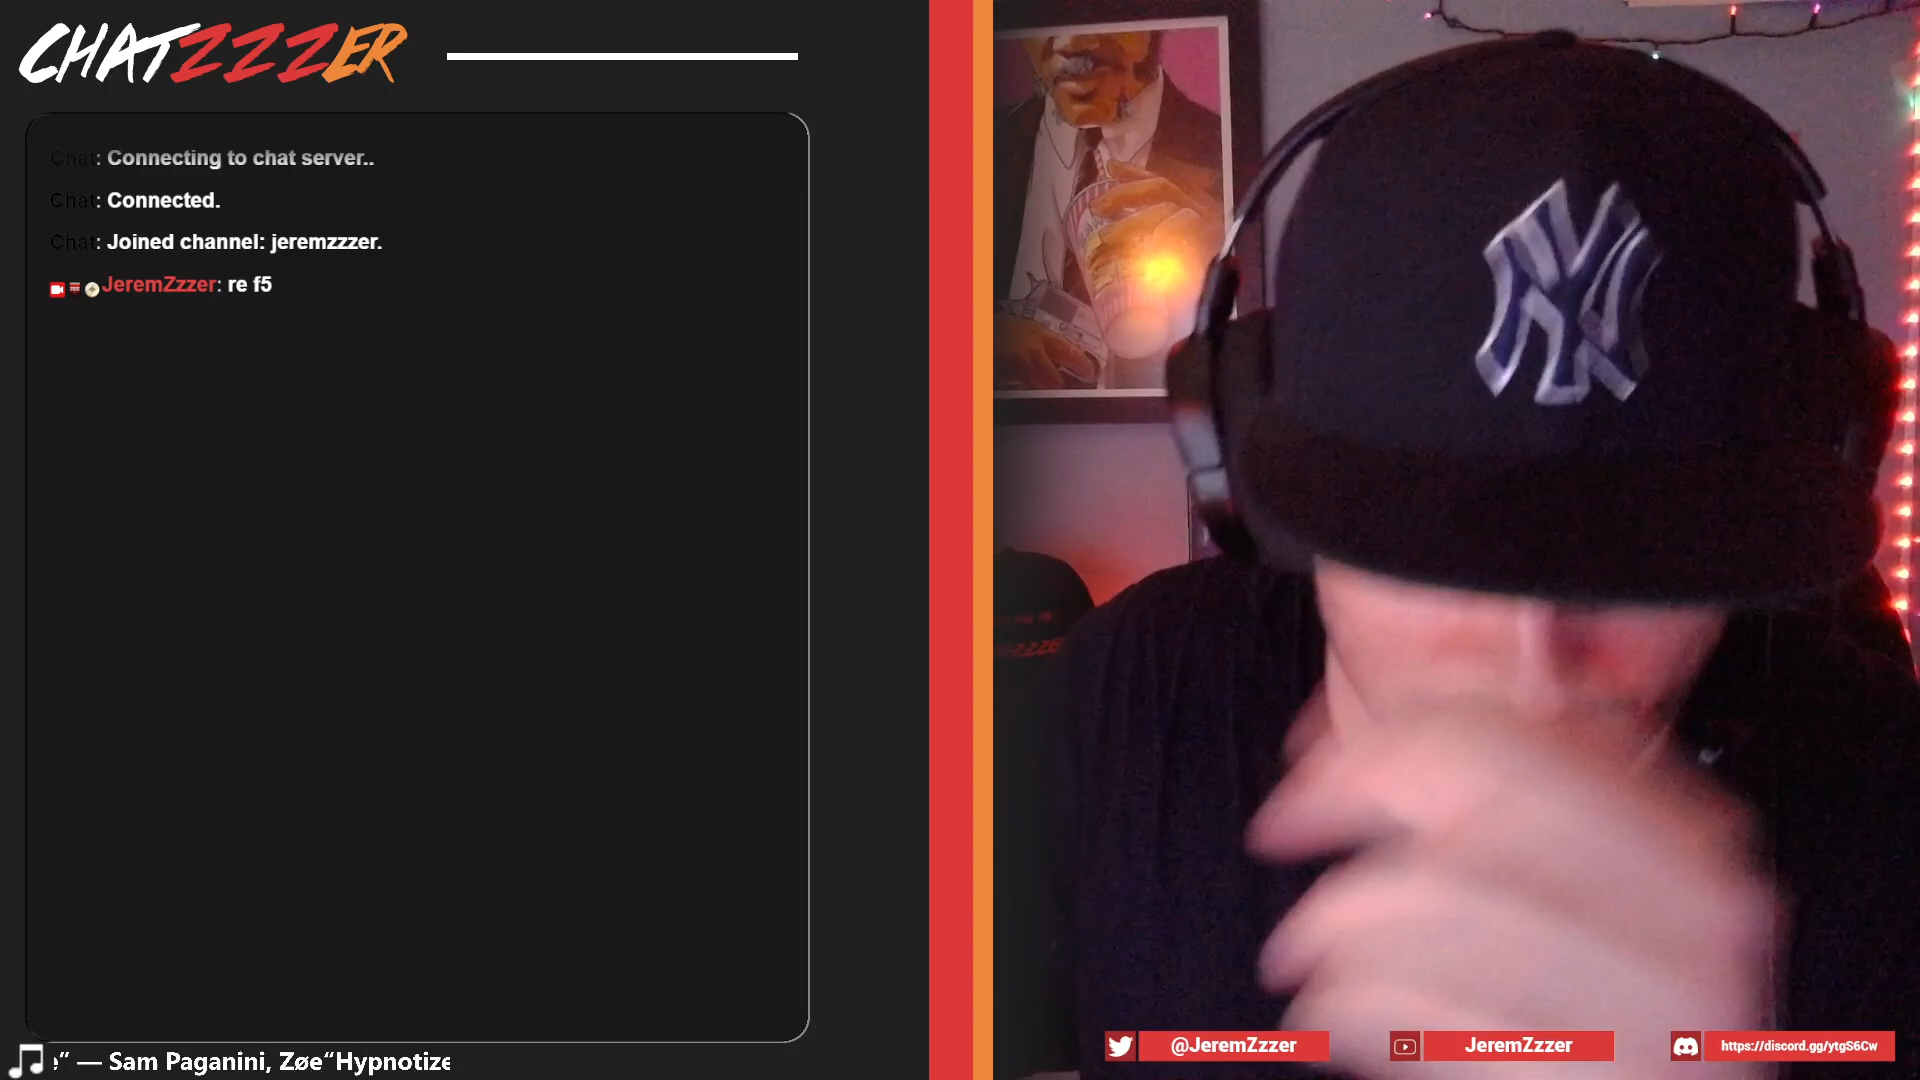 CHATZZZER
Chat: Connecting to chat server..
Chat: Connected.
Chat: Joined channel: jeremzzzer.
JeremZzzer: re f5
” — Sam Paganini, Zøe“Hypnotize
NY
@JeremZzzer
JeremZzzer
https://discord.gg/ytgS6Cw